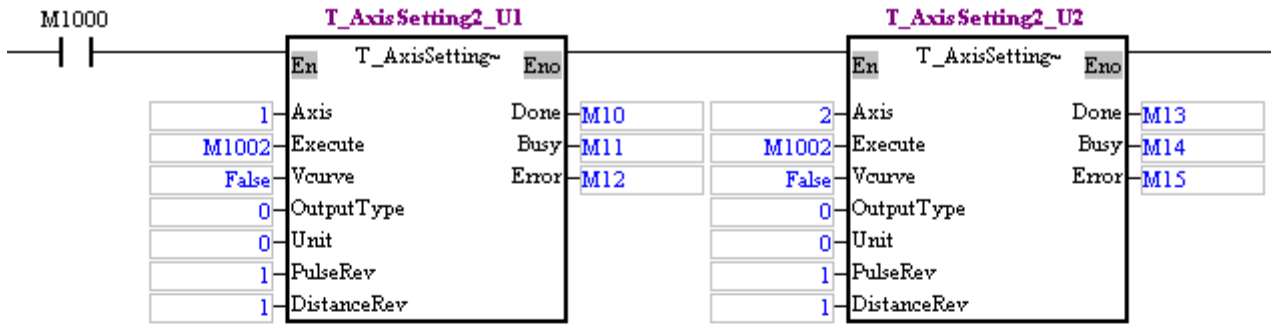 M1000 T_AxisSetting2_U1 T_AxisSetting2_U2
En T_AxisSetting~ Eno En T_AxisSetting~ Eno
1 Axis Done M10 2 Axis Done M13
M1002 Execute Busy M11 M1002 Execute Busy M14
False Vcurve Error M12 False Vcurve Error M15
0 OutputType 0 OutputType
0 Unit 0 Unit
1 PulseRev 1 PulseRev
1 DistanceRev 1 DistanceRev